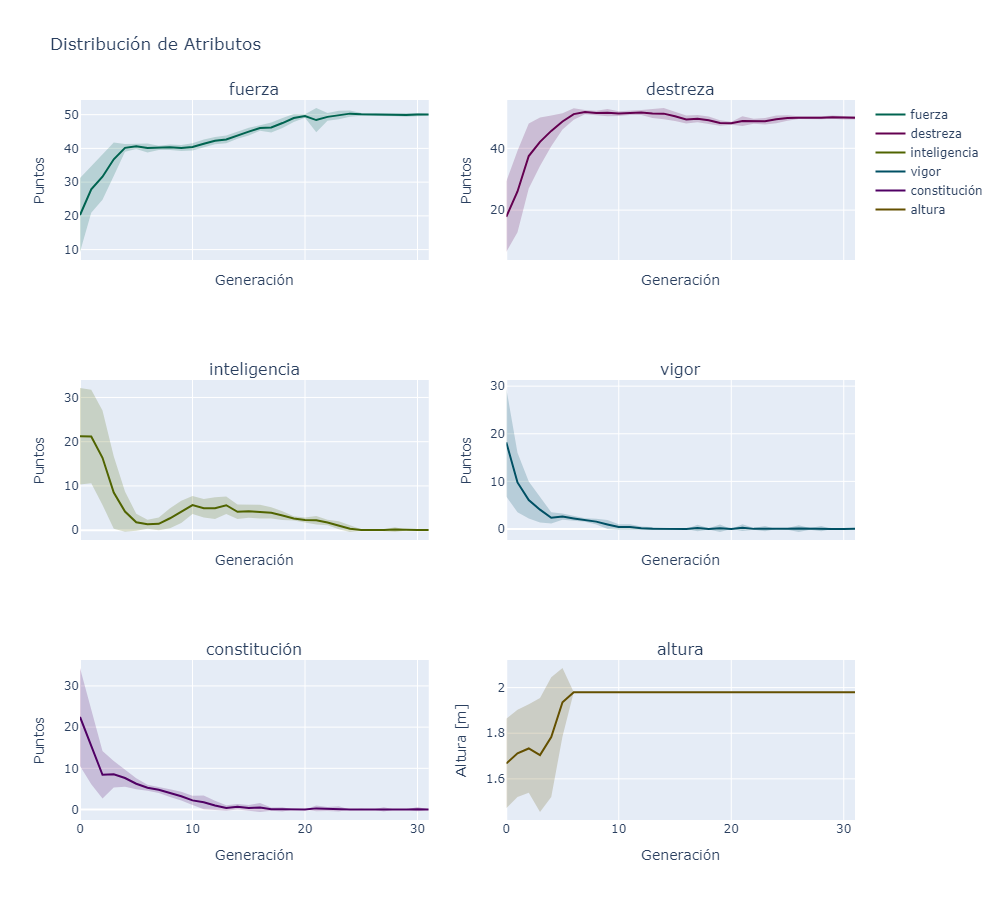 Distribución de Atributos
fuerza
50
40
30
20
10
Puntos
Generación
destreza
40
20
Puntos
Generación
fuerza
destreza
inteligencia
vigor
constitución
altura
inteligencia
30
20
10
0
Puntos
Generación
vigor
30
20
10
0
Puntos
Generación
constitución
30
20
10
0
Puntos
0 10 20 30
Generación
altura
2
1.8
1.6
Altura [m]
0 10 20 30
Generación